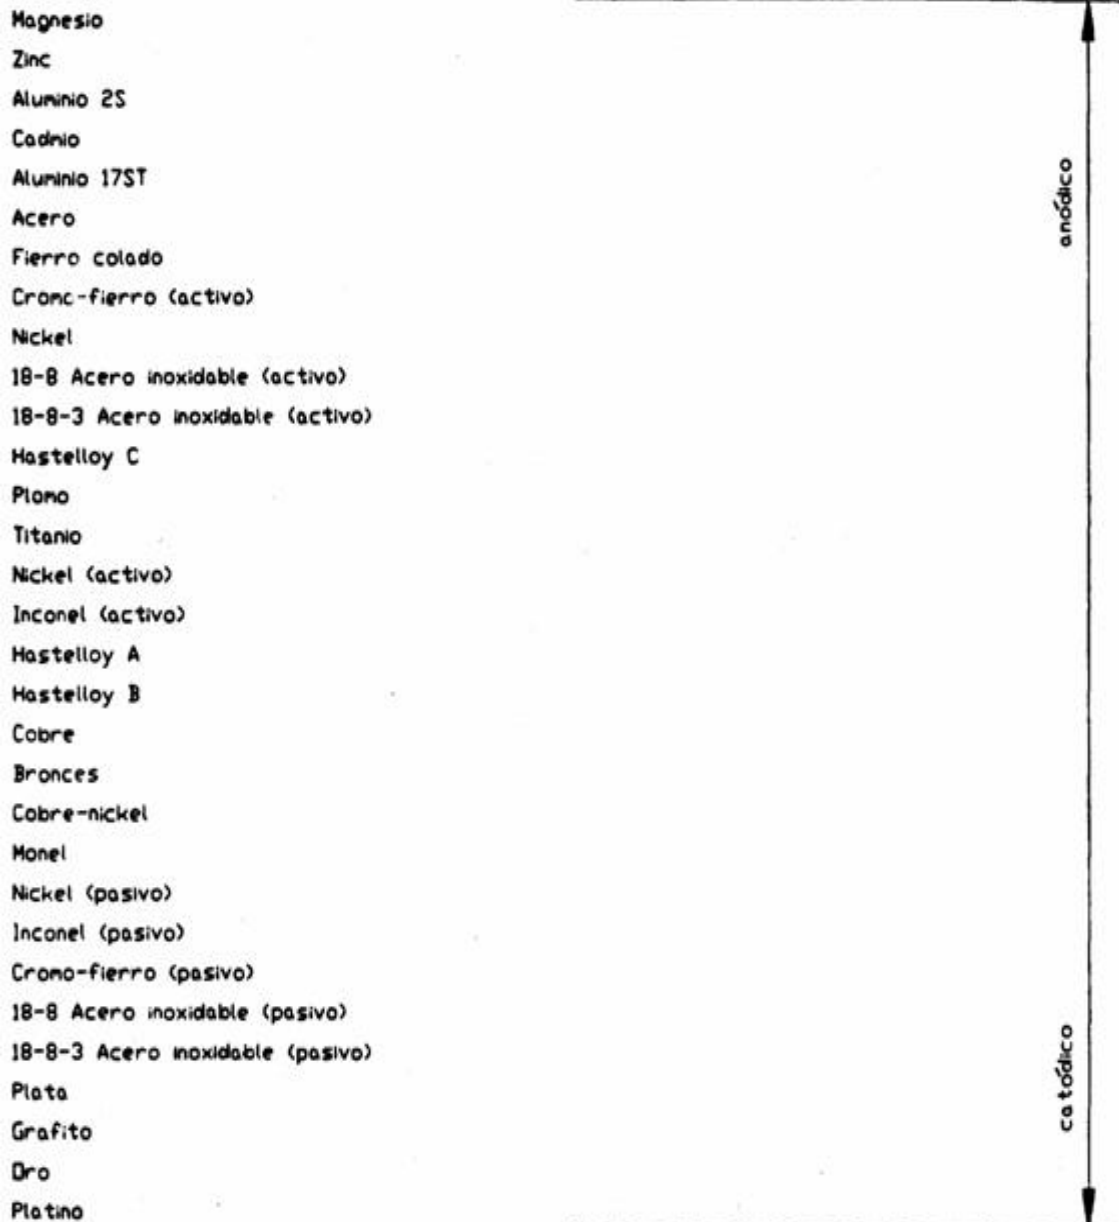 Magnesio
Zinc
Aluminio 2S
Cadmio
Aluminio 17ST
Acero
Fierro colado
Cromc-fierro (activo)
Nickel
18-8 Acero inoxidable (activo)
18-8-3 Acero inoxidable (activo)
Hastelloy C
Plomo
Titanio
Nickel (activo)
Inconel (activo)
Hastelloy A
Hastelloy B
Cobre
Bronces
Cobre-nickel
Monel
Nickel (pasivo)
Inconel (pasivo)
Cromo-fierro (pasivo)
18-8 Acero inoxidable (pasivo)
18-8-3 Acero inoxidable (pasivo)
Plata
Grafito
Oro
Platino
anódico
catódico